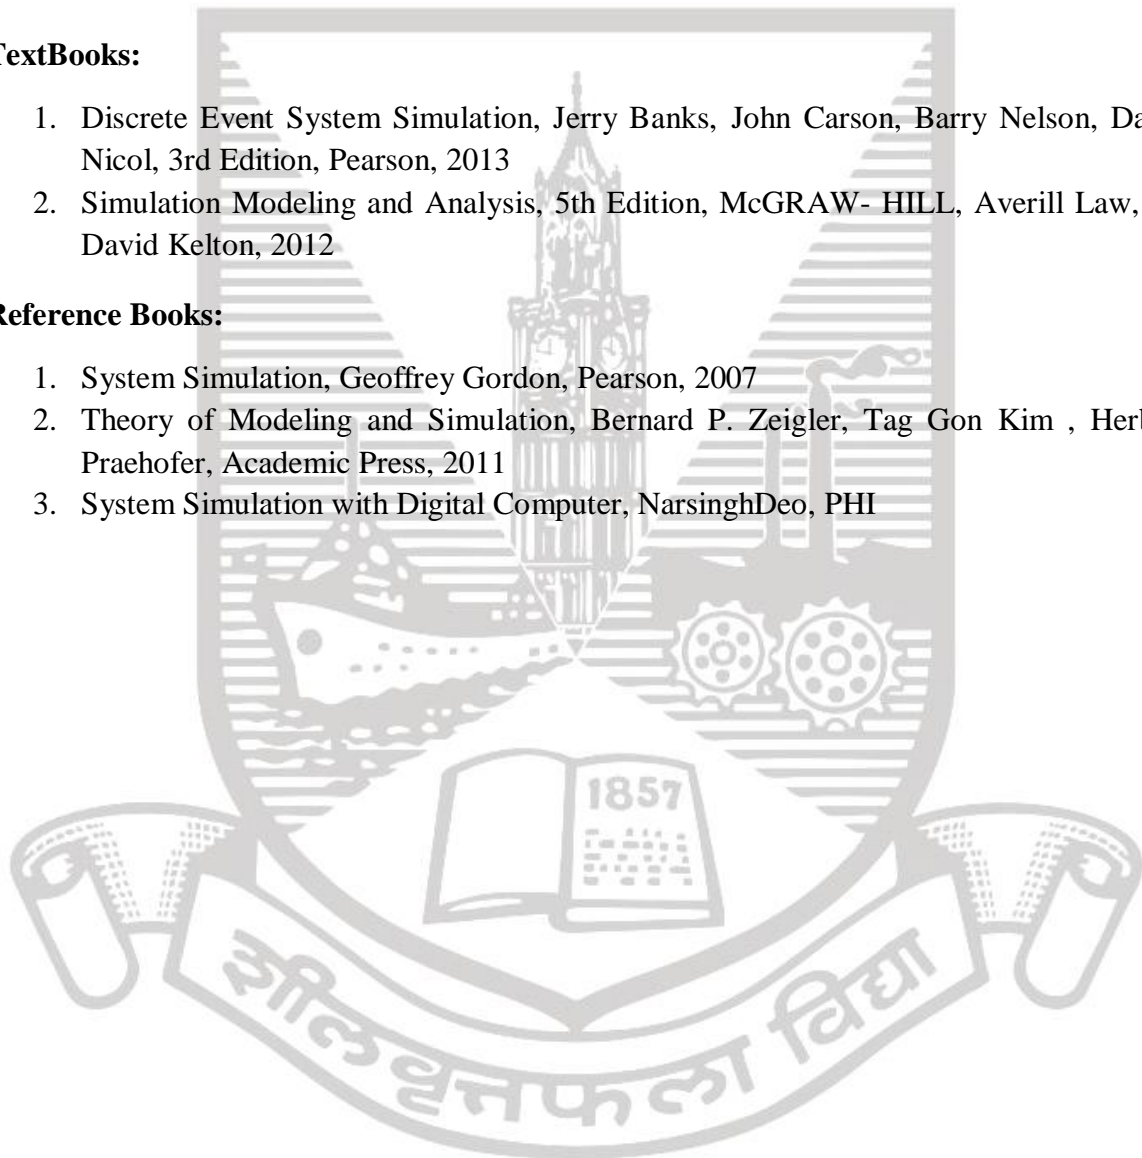 TextBooks:
1. Discrete Event System Simulation, Jerry Banks, John Carson, Barry Nelson, Da
Nicol, 3rd Edition, Pearson, 2013
2. Simulation Modeling and Analysis, 5th Edition, McGRAW- HILL, Averill Law,
David Kelton, 2012
Reference Books:
1. System Simulation, Geoffrey Gordon, Pearson, 2007
2. Theory of Modeling and Simulation, Bernard P. Zeigler, Tag Gon Kim , Herb
Praehofer, Academic Press, 2011
3. System Simulation with Digital Computer, NarsinghDeo, PHI
1857
शीलवृत्तफला विद्या